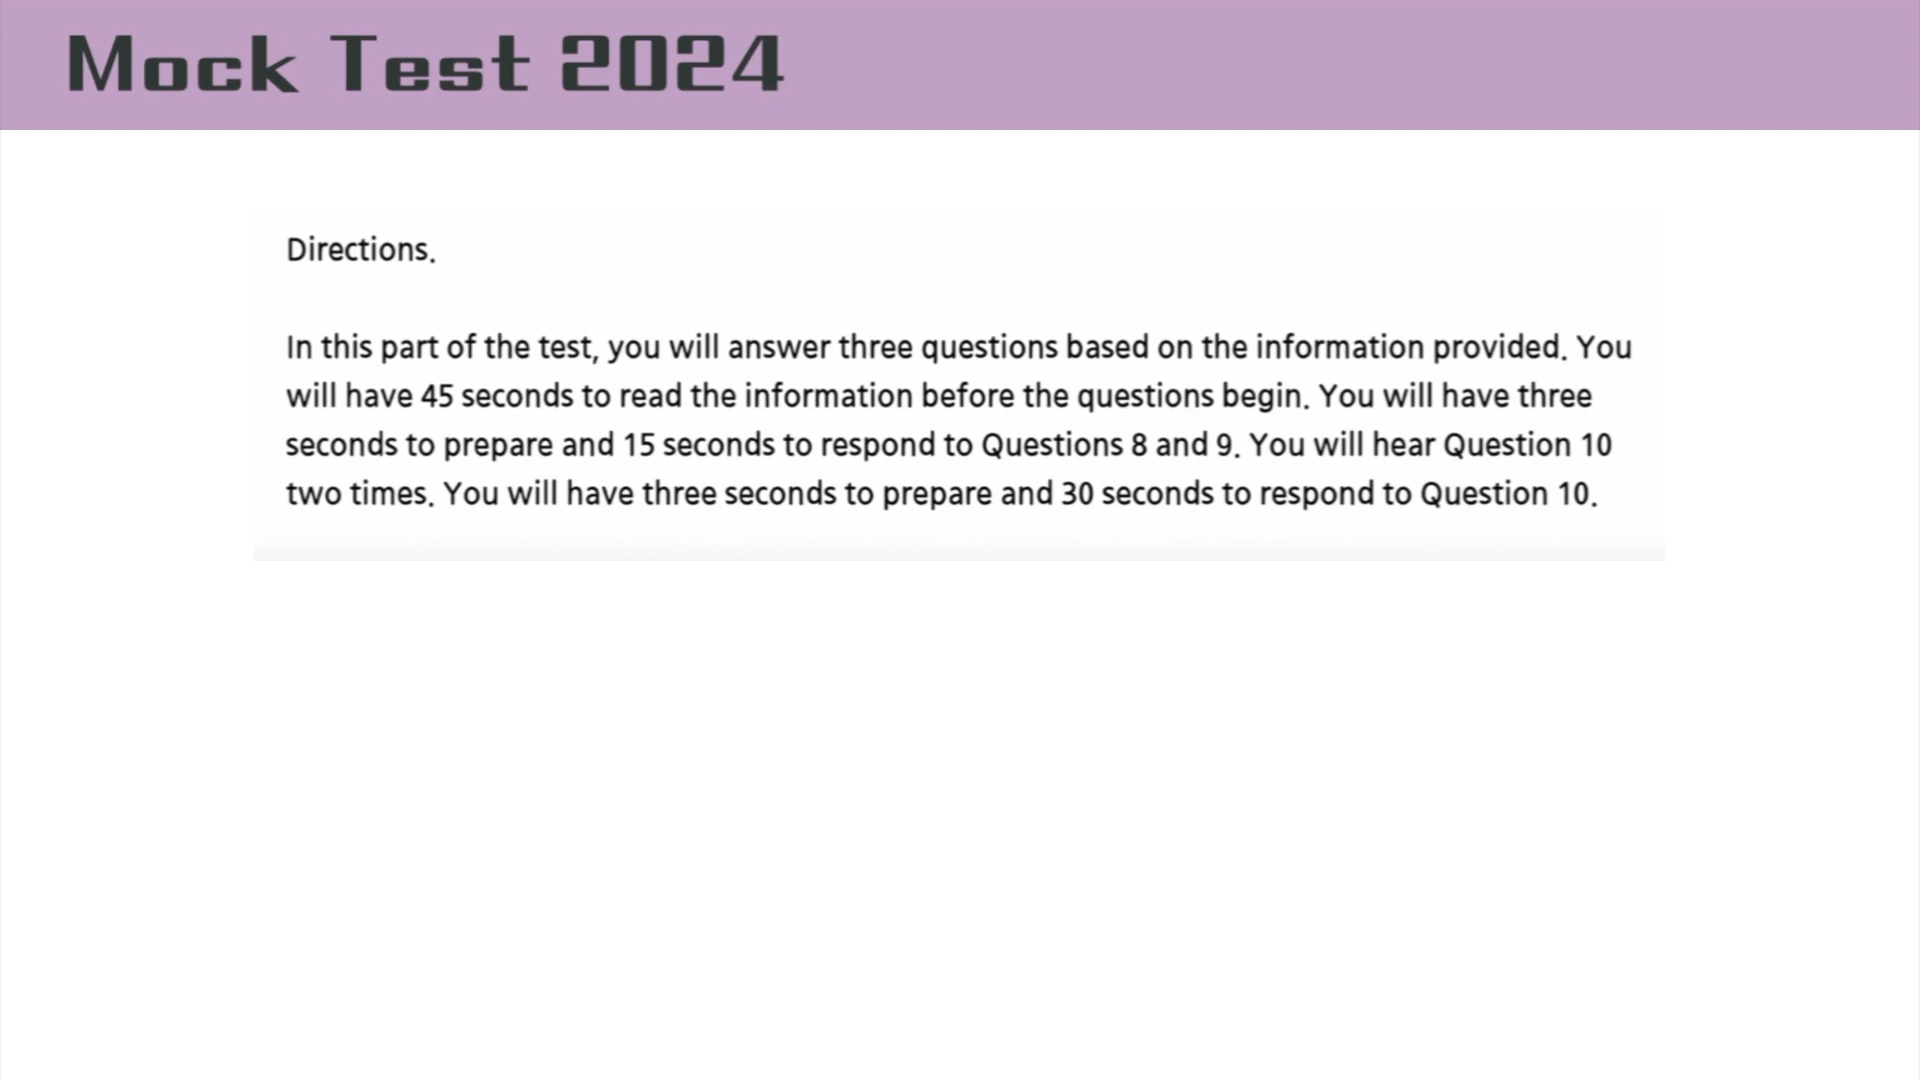 Mock Test 2024
Directions.
In this part of the test, you will answer three questions based on the information provided. You
will have 45 seconds to read the information before the questions begin. You will have three
seconds to prepare and 15 seconds to respond to Questions 8 and 9. You will hear Question 10
two times. You will have three seconds to prepare and 30 seconds to respond to Question 10.